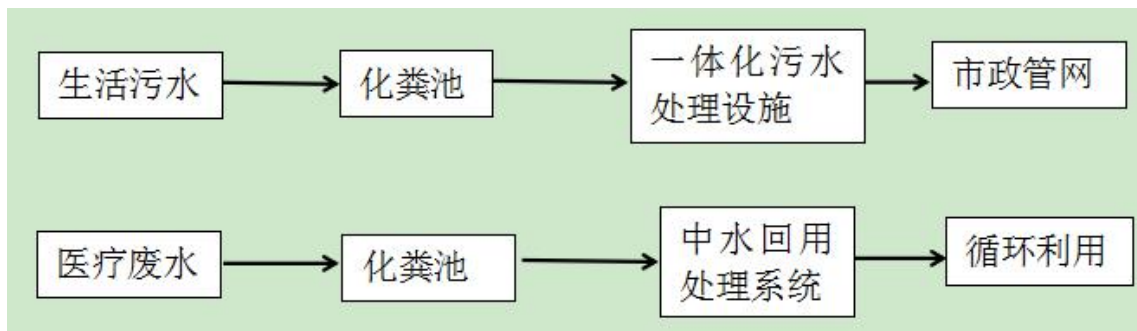 生活污水
化粪池
一体化污水
处理设施
市政管网
医疗废水
化粪池
中水回用
处理系统
循环利用